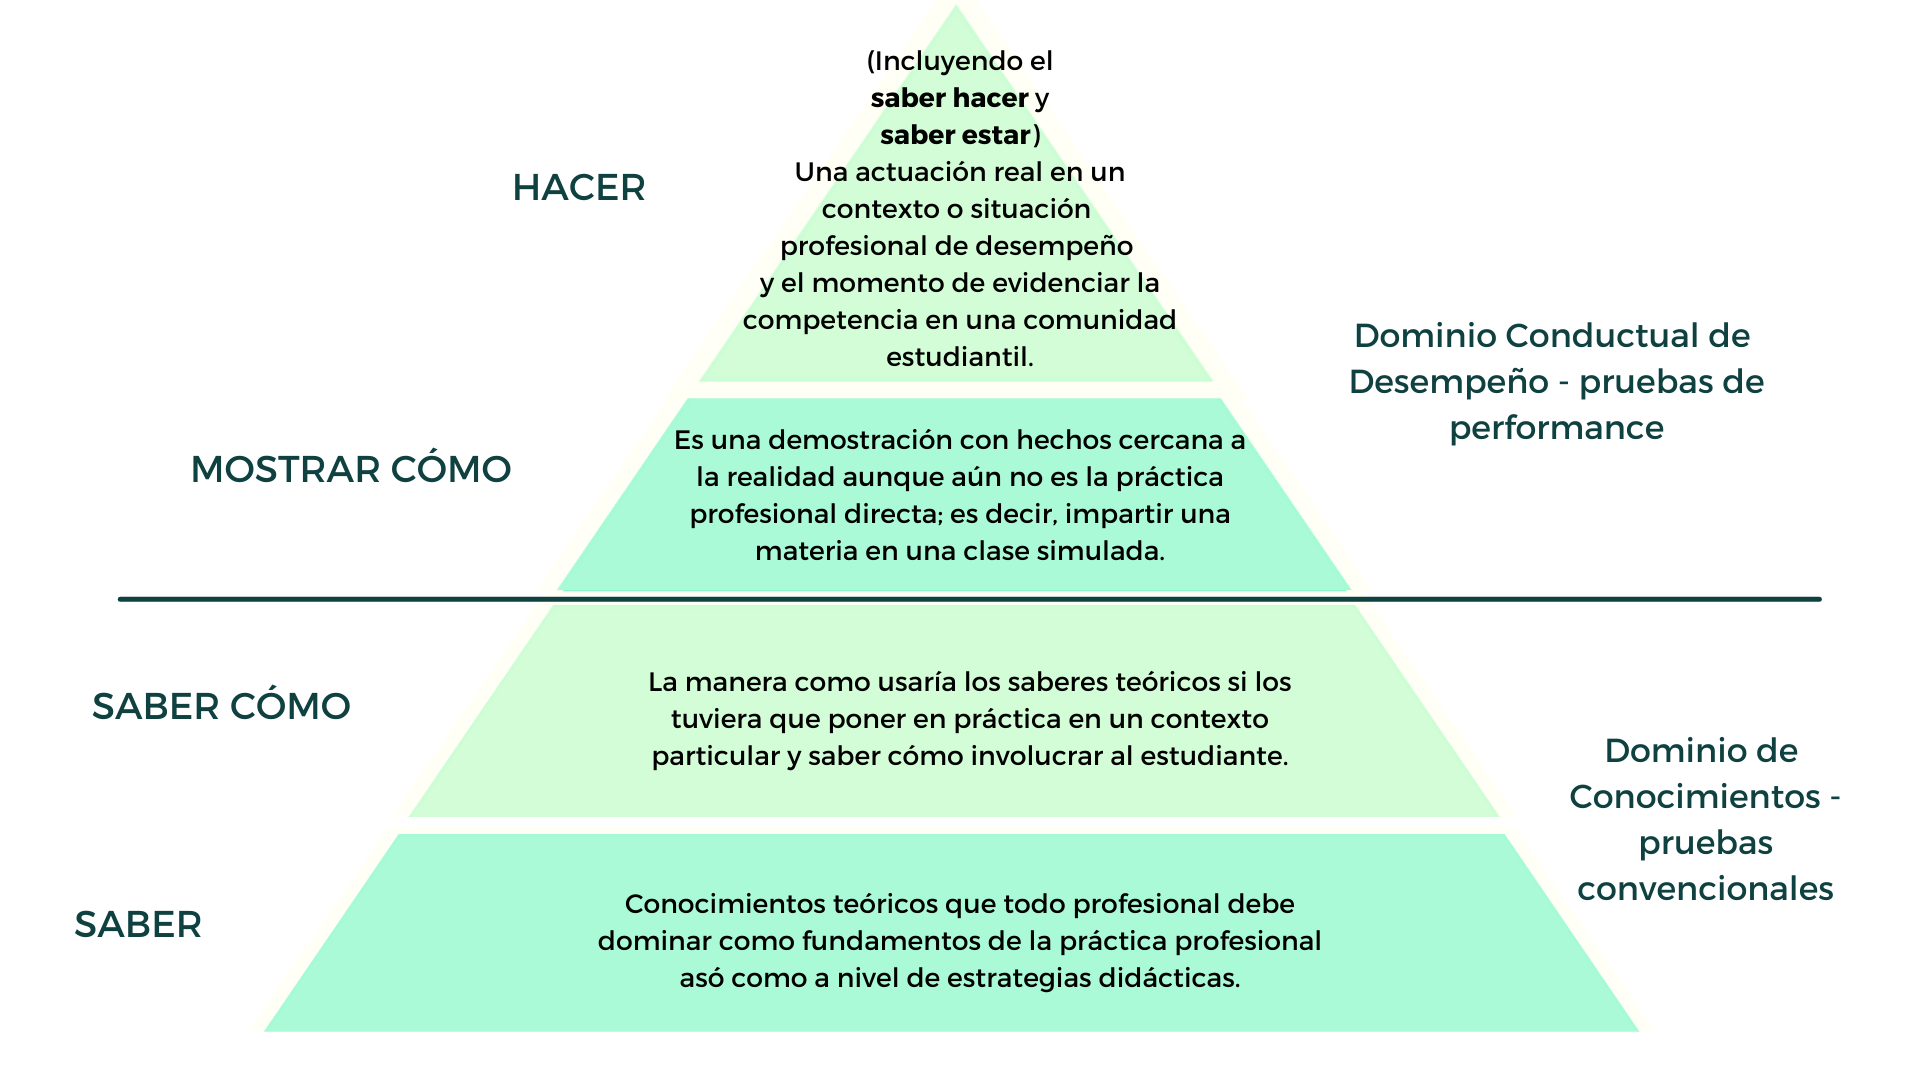 (Incluyendo el
saber hacer y
saber estar)
Una actuación real en un
contexto o situación
profesional de desempeño
y el momento de evidenciar la
competencia en una comunidad
estudiantil.
HACER
Dominio Conductual de
Desempeño - pruebas de
performance
Es una demostración con hechos cercana a
la realidad aunque aún no es la práctica
profesional directa; es decir, impartir una
materia en una clase simulada.
MOSTRAR CÓMO
La manera como usaría los saberes teóricos si los
tuviera que poner en práctica en un contexto
particular y saber cómo involucrar al estudiante.
SABER CÓMO
Dominio de
Conocimientos -
pruebas
convencionales
Conocimientos teóricos que todo profesional debe
dominar como fundamentos de la práctica profesional
asó como a nivel de estrategias didácticas.
SABER